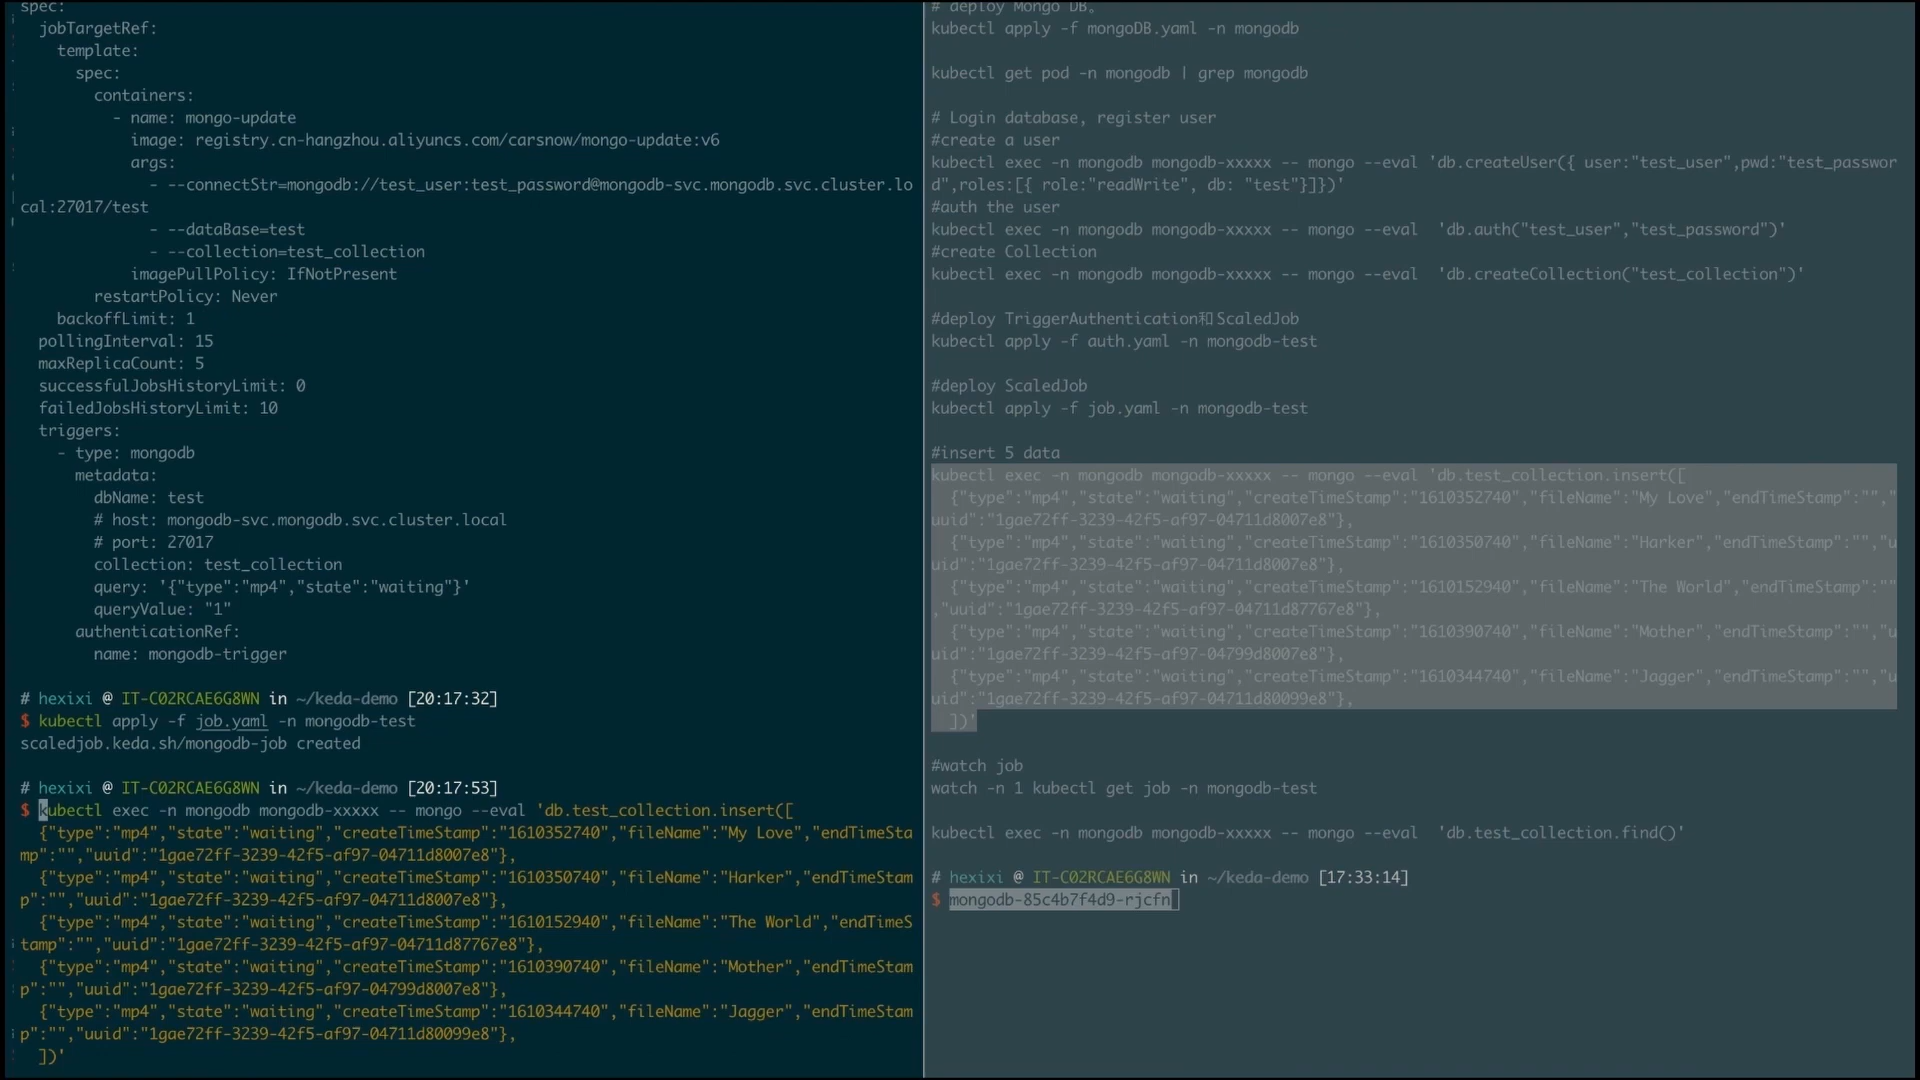 spec:
  jobTargetRef:
    template:
      spec:
        containers:
          - name: mongo-update
            image: registry.cn-hangzhou.aliyuncs.com/carsnow/mongo-update:v6
            args:
              - --connectStr=mongodb://test_user:test_password@mongodb-svc.mongodb.svc.cluster.lo
cal:27017/test
              - --dataBase=test
              - --collection=test_collection
            imagePullPolicy: IfNotPresent
        restartPolicy: Never
    backoffLimit: 1
  pollingInterval: 15
  maxReplicaCount: 5
  successfulJobsHistoryLimit: 0
  failedJobsHistoryLimit: 10
  triggers:
    - type: mongodb
      metadata:
        dbName: test
        # host: mongodb-svc.mongodb.svc.cluster.local
        # port: 27017
        collection: test_collection
        query: '{"type":"mp4","state":"waiting"}'
        queryValue: "1"
      authenticationRef:
        name: mongodb-trigger

# hexixi @ IT-C02RCAE6G8WN in ~/keda-demo [20:17:32]
$ kubectl apply -f job.yaml -n mongodb-test
scaledjob.keda.sh/mongodb-job created

# hexixi @ IT-C02RCAE6G8WN in ~/keda-demo [20:17:53]
$ kubectl exec -n mongodb mongodb-xxxxx -- mongo --eval 'db.test_collection.insert([
  {"type":"mp4","state":"waiting","createTimeStamp":"1610352740","fileName":"My Love","endTimeSta
mp":"","uuid":"1gae72ff-3239-42f5-af97-04711d8007e8"},
  {"type":"mp4","state":"waiting","createTimeStamp":"1610350740","fileName":"Harker","endTimeStam
p":"","uuid":"1gae72ff-3239-42f5-af97-04711d8007e8"},
  {"type":"mp4","state":"waiting","createTimeStamp":"1610152940","fileName":"The World","endTimeS
tamp":"","uuid":"1gae72ff-3239-42f5-af97-04711d87767e8"},
  {"type":"mp4","state":"waiting","createTimeStamp":"1610390740","fileName":"Mother","endTimeStam
p":"","uuid":"1gae72ff-3239-42f5-af97-04799d8007e8"},
  {"type":"mp4","state":"waiting","createTimeStamp":"1610344740","fileName":"Jagger","endTimeStam
p":"","uuid":"1gae72ff-3239-42f5-af97-04711d80099e8"},
  ])'
# deploy Mongo DB。
kubectl apply -f mongoDB.yaml -n mongodb

kubectl get pod -n mongodb | grep mongodb

# Login database, register user
#create a user
kubectl exec -n mongodb mongodb-xxxxx -- mongo --eval 'db.createUser({ user:"test_user",pwd:"test_passwor
d",roles:[{ role:"readWrite", db: "test"}]})'
#auth the user
kubectl exec -n mongodb mongodb-xxxxx -- mongo --eval  'db.auth("test_user","test_password")'
#create Collection
kubectl exec -n mongodb mongodb-xxxxx -- mongo --eval  'db.createCollection("test_collection")'

#deploy TriggerAuthentication和ScaledJob
kubectl apply -f auth.yaml -n mongodb-test

#deploy ScaledJob
kubectl apply -f job.yaml -n mongodb-test

#insert 5 data
kubectl exec -n mongodb mongodb-xxxxx -- mongo --eval 'db.test_collection.insert([
  {"type":"mp4","state":"waiting","createTimeStamp":"1610352740","fileName":"My Love","endTimeStamp":"","
uuid":"1gae72ff-3239-42f5-af97-04711d8007e8"},
  {"type":"mp4","state":"waiting","createTimeStamp":"1610350740","fileName":"Harker","endTimeStamp":"","u
uid":"1gae72ff-3239-42f5-af97-04711d8007e8"},
  {"type":"mp4","state":"waiting","createTimeStamp":"1610152940","fileName":"The World","endTimeStamp":""
,"uuid":"1gae72ff-3239-42f5-af97-04711d87767e8"},
  {"type":"mp4","state":"waiting","createTimeStamp":"1610390740","fileName":"Mother","endTimeStamp":"","u
uid":"1gae72ff-3239-42f5-af97-04799d8007e8"},
  {"type":"mp4","state":"waiting","createTimeStamp":"1610344740","fileName":"Jagger","endTimeStamp":"","u
uid":"1gae72ff-3239-42f5-af97-04711d80099e8"},
  ])'

#watch job
watch -n 1 kubectl get job -n mongodb-test

kubectl exec -n mongodb mongodb-xxxxx -- mongo --eval  'db.test_collection.find()'

# hexixi @ IT-C02RCAE6G8WN in ~/keda-demo [17:33:14]
$ mongodb-85c4b7f4d9-rjcfn